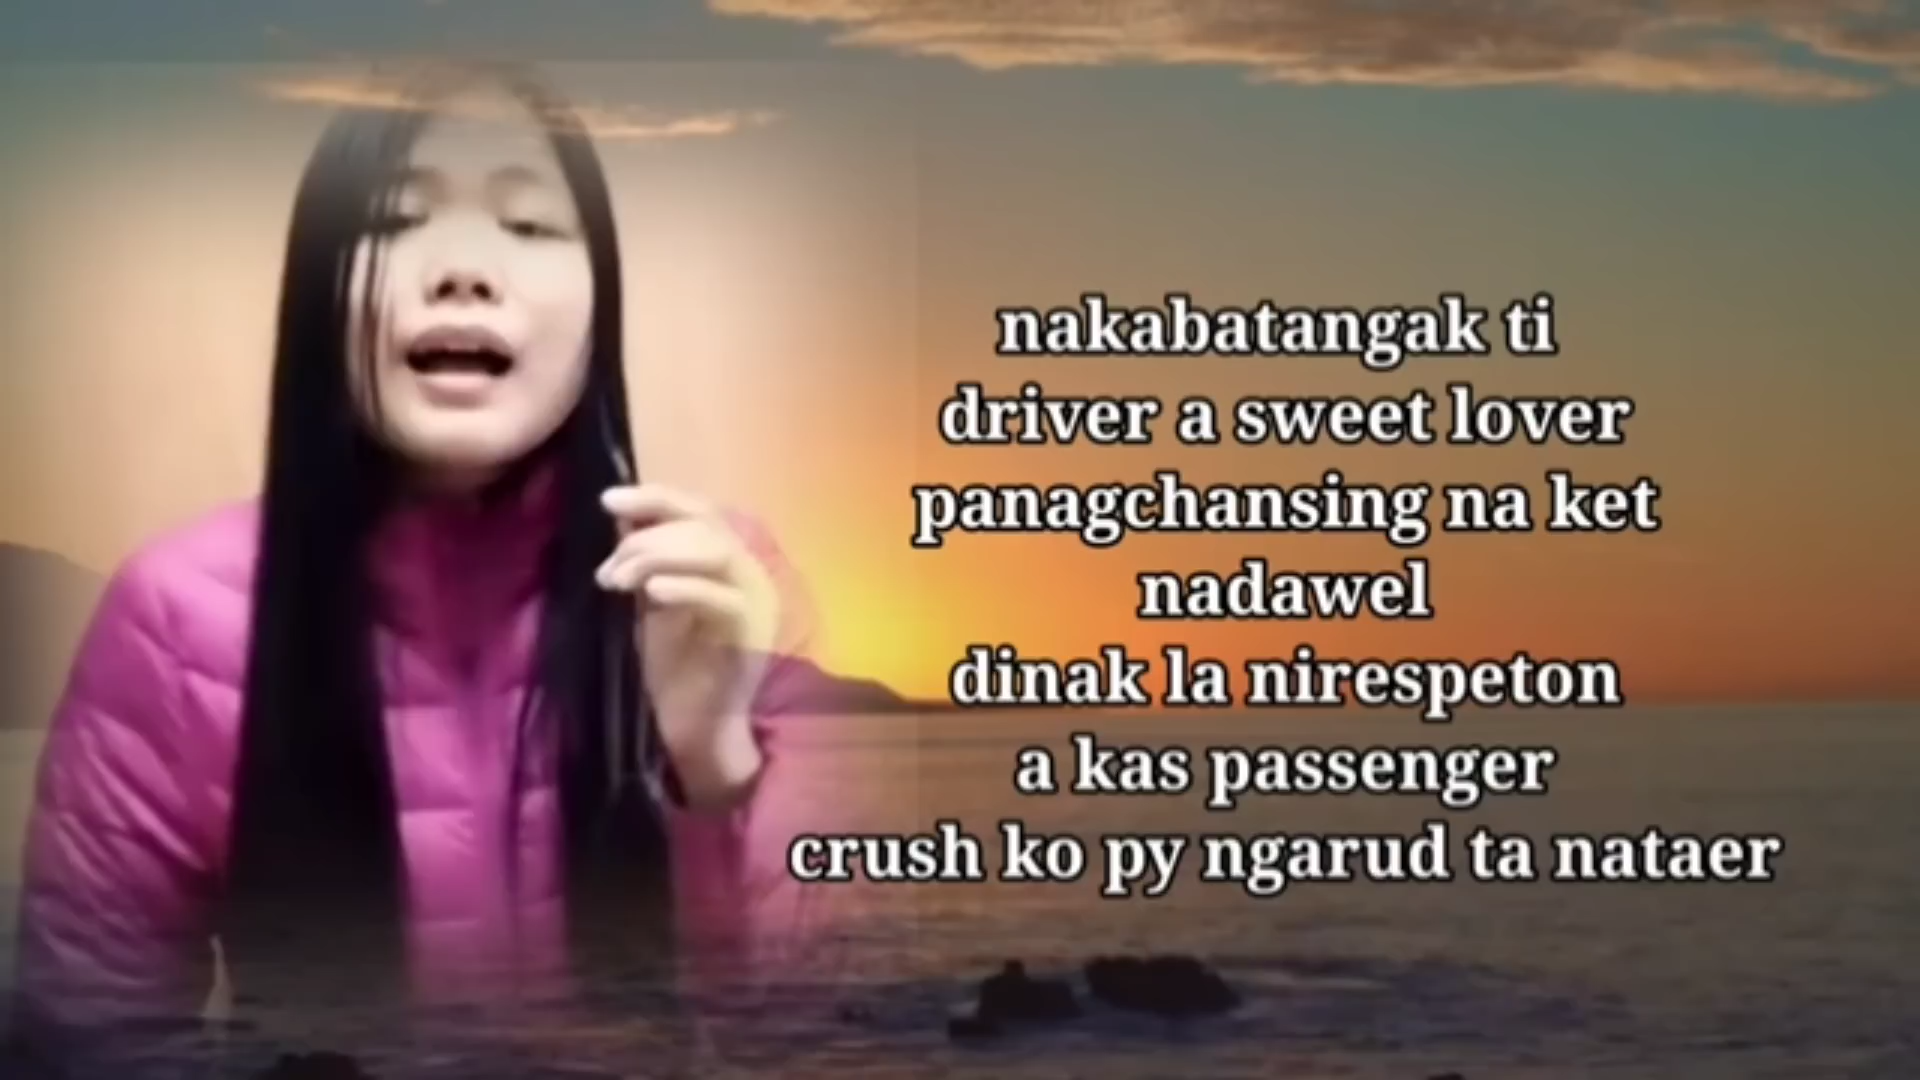 nakabatangak ti
driver a sweet lover
panagchansing na ket
nadawel
dinak la nirespeton
a kas passenger
crush ko py ngarud ta nataer